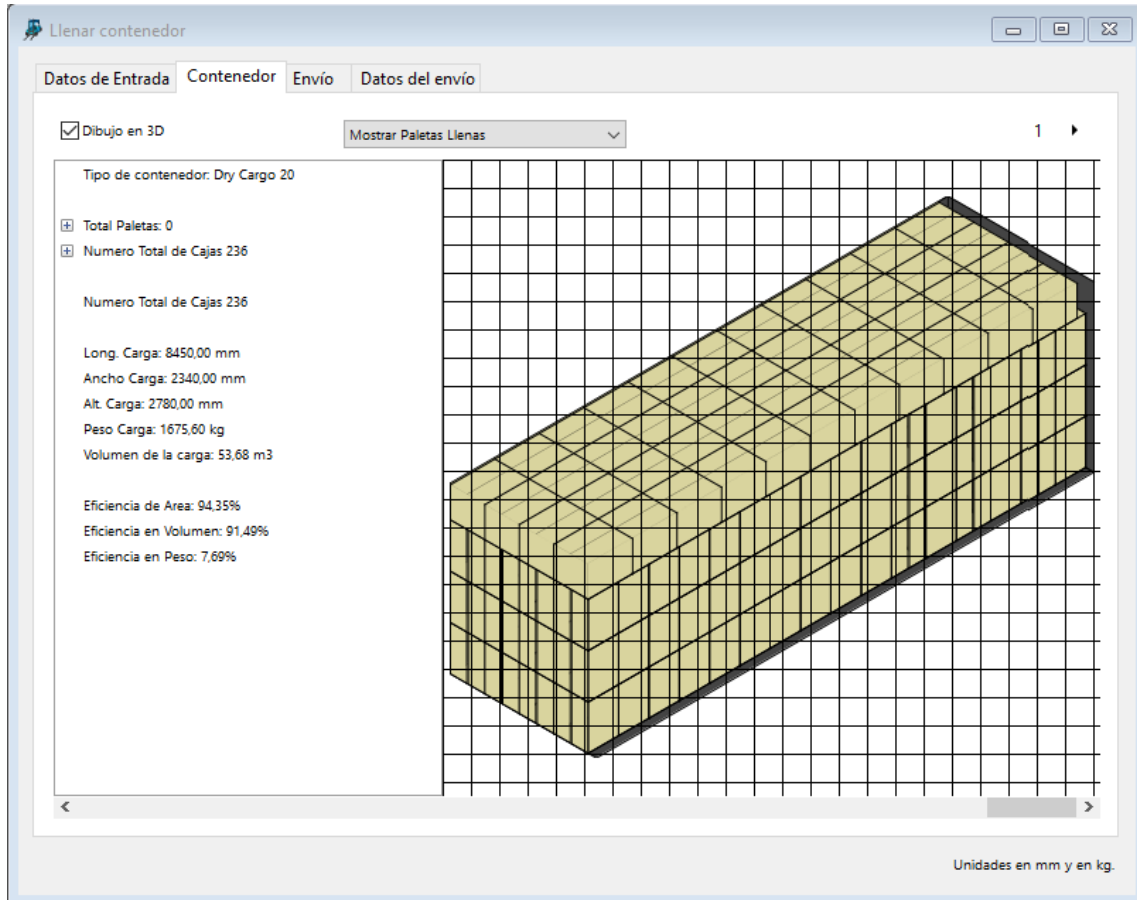 Llenar contenedor
Datos de Entrada Contenedor Envío Datos del envío
Dibujo en 3D Mostrar Paletas Llenas 1
Tipo de contenedor: Dry Cargo 20
Total Paletas: 0
Numero Total de Cajas 236
Numero Total de Cajas 236
Long. Carga: 8450,00 mm
Ancho Carga: 2340,00 mm
Alt. Carga: 2780,00 mm
Peso Carga: 1675,60 kg
Volumen de la carga: 53,68 m3
Eficiencia de Area: 94,35%
Eficiencia en Volumen: 91,49%
Eficiencia en Peso: 7,69%
Unidades en mm y en kg.